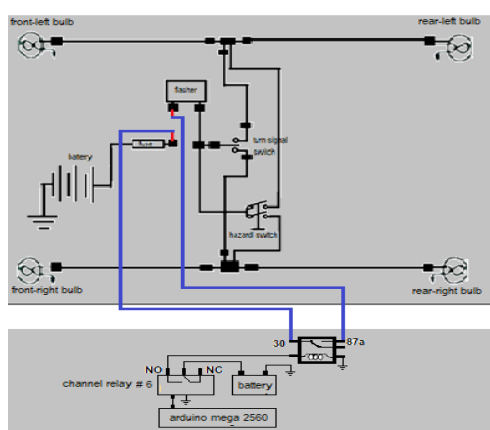 front-left bulb
rear-left bulb
flasher
turn signal
switch
battery
fuse
hazard switch
front-right bulb
rear-right bulb
30
87a
NO
NC
channel relay # 6
battery
arduino mega 2560